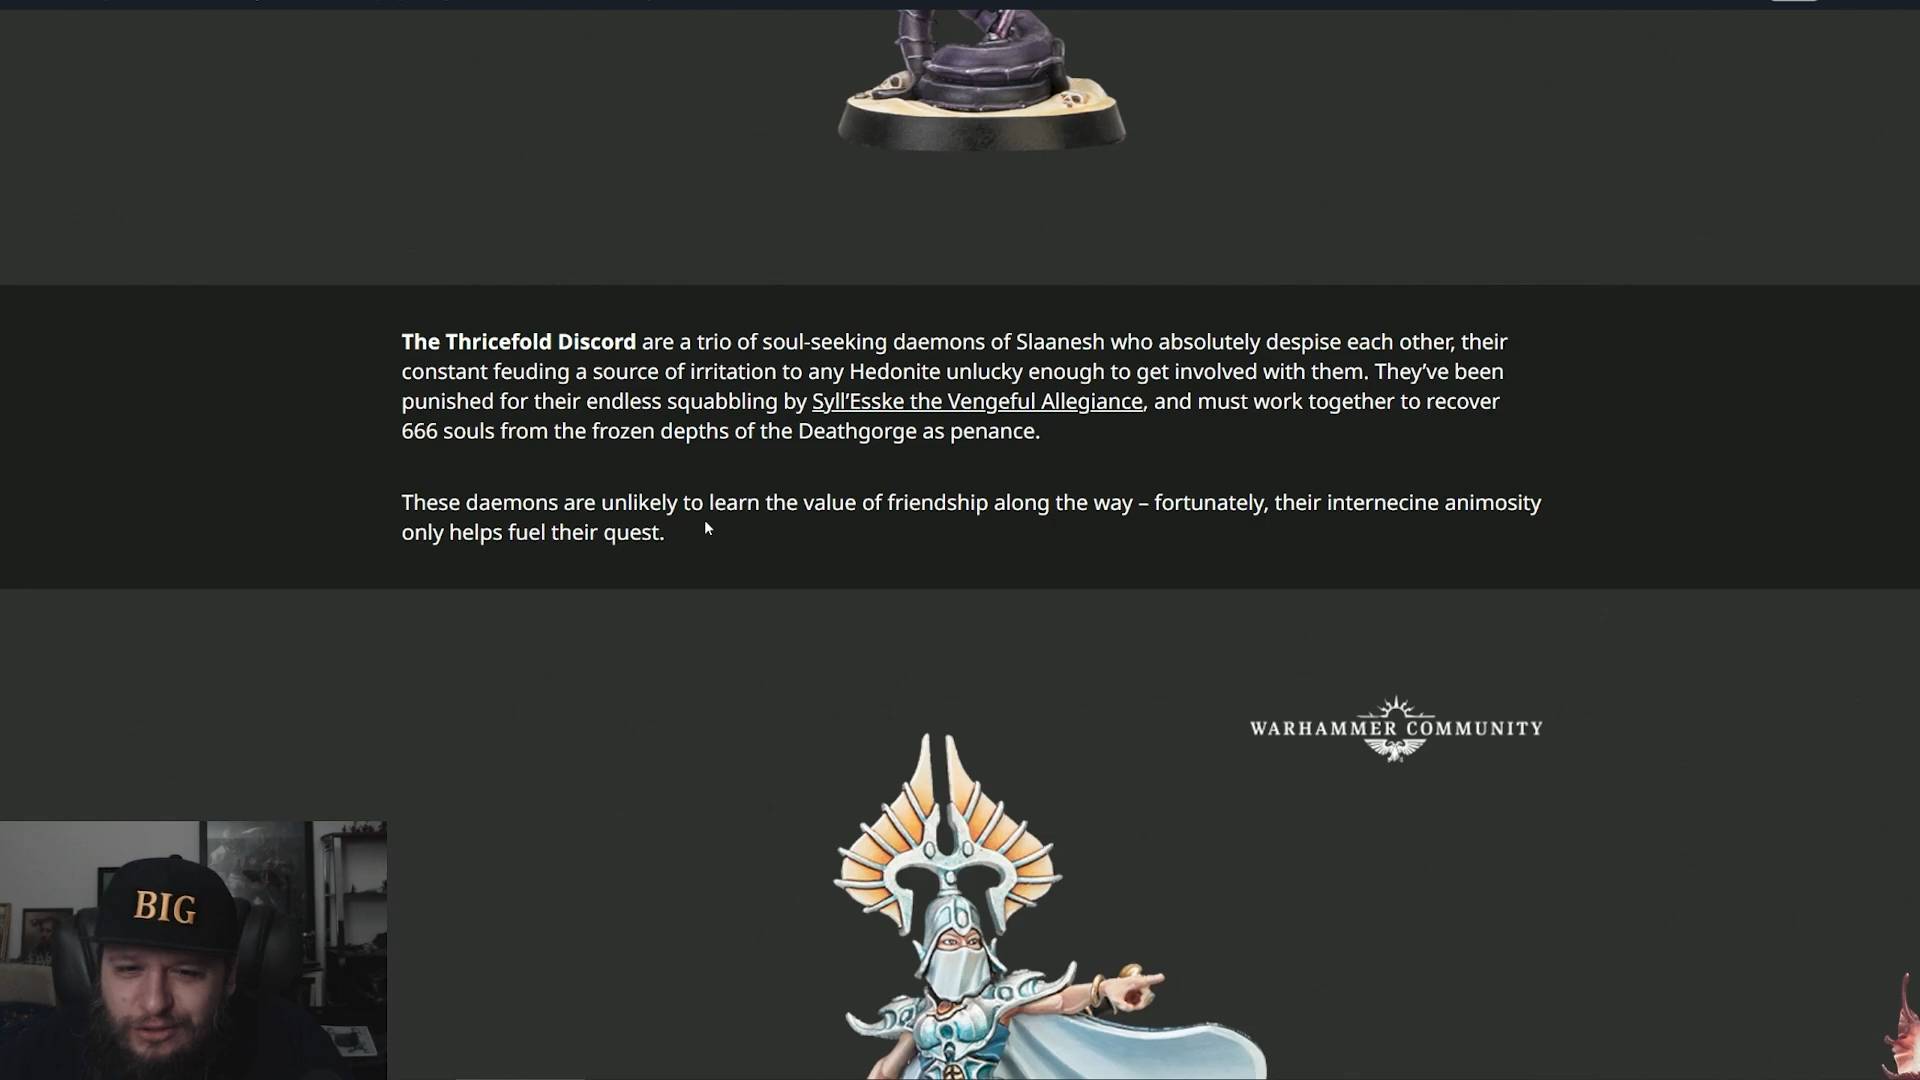 The Thricefold Discord are a trio of soul-seeking daemons of Slaanesh who absolutely despise each other, their
constant feuding a source of irritation to any Hedonite unlucky enough to get involved with them. They’ve been
punished for their endless squabbling by Syll’Esske the Vengeful Allegiance, and must work together to recover
666 souls from the frozen depths of the Deathgorge as penance.
These daemons are unlikely to learn the value of friendship along the way – fortunately, their internecine animosity
only helps fuel their quest.
WARHAMMER COMMUNITY
BIG